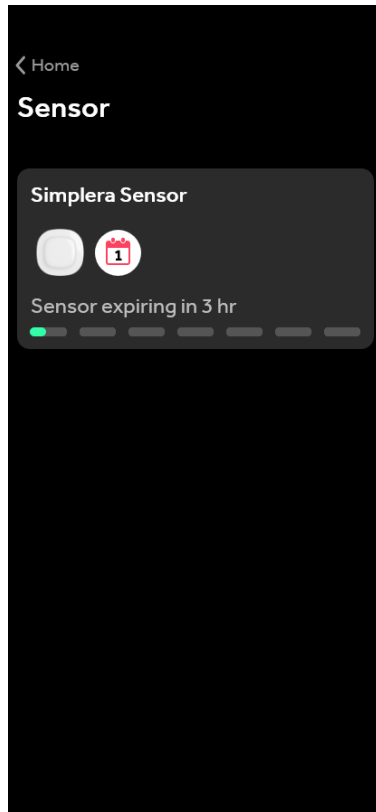 Home
Sensor
Simplera Sensor
1
Sensor expiring in 3 hr